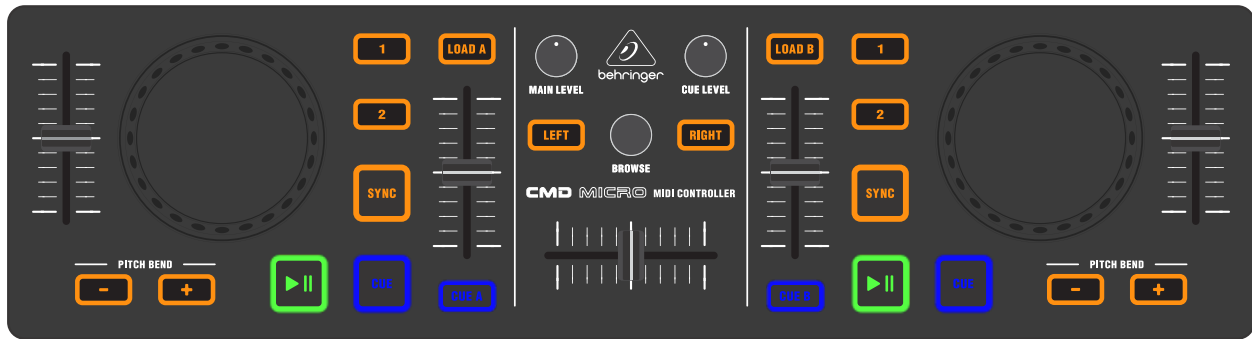 1
LOAD A
2
SYNC
PITCH BEND
-
+
CUE
CUE A
behringer
MAIN LEVEL
CUE LEVEL
LEFT
RIGHT
BROWSE
CMD MICRO MIDI CONTROLLER
LOAD B
1
2
SYNC
CUE B
CUE
PITCH BEND
-
+